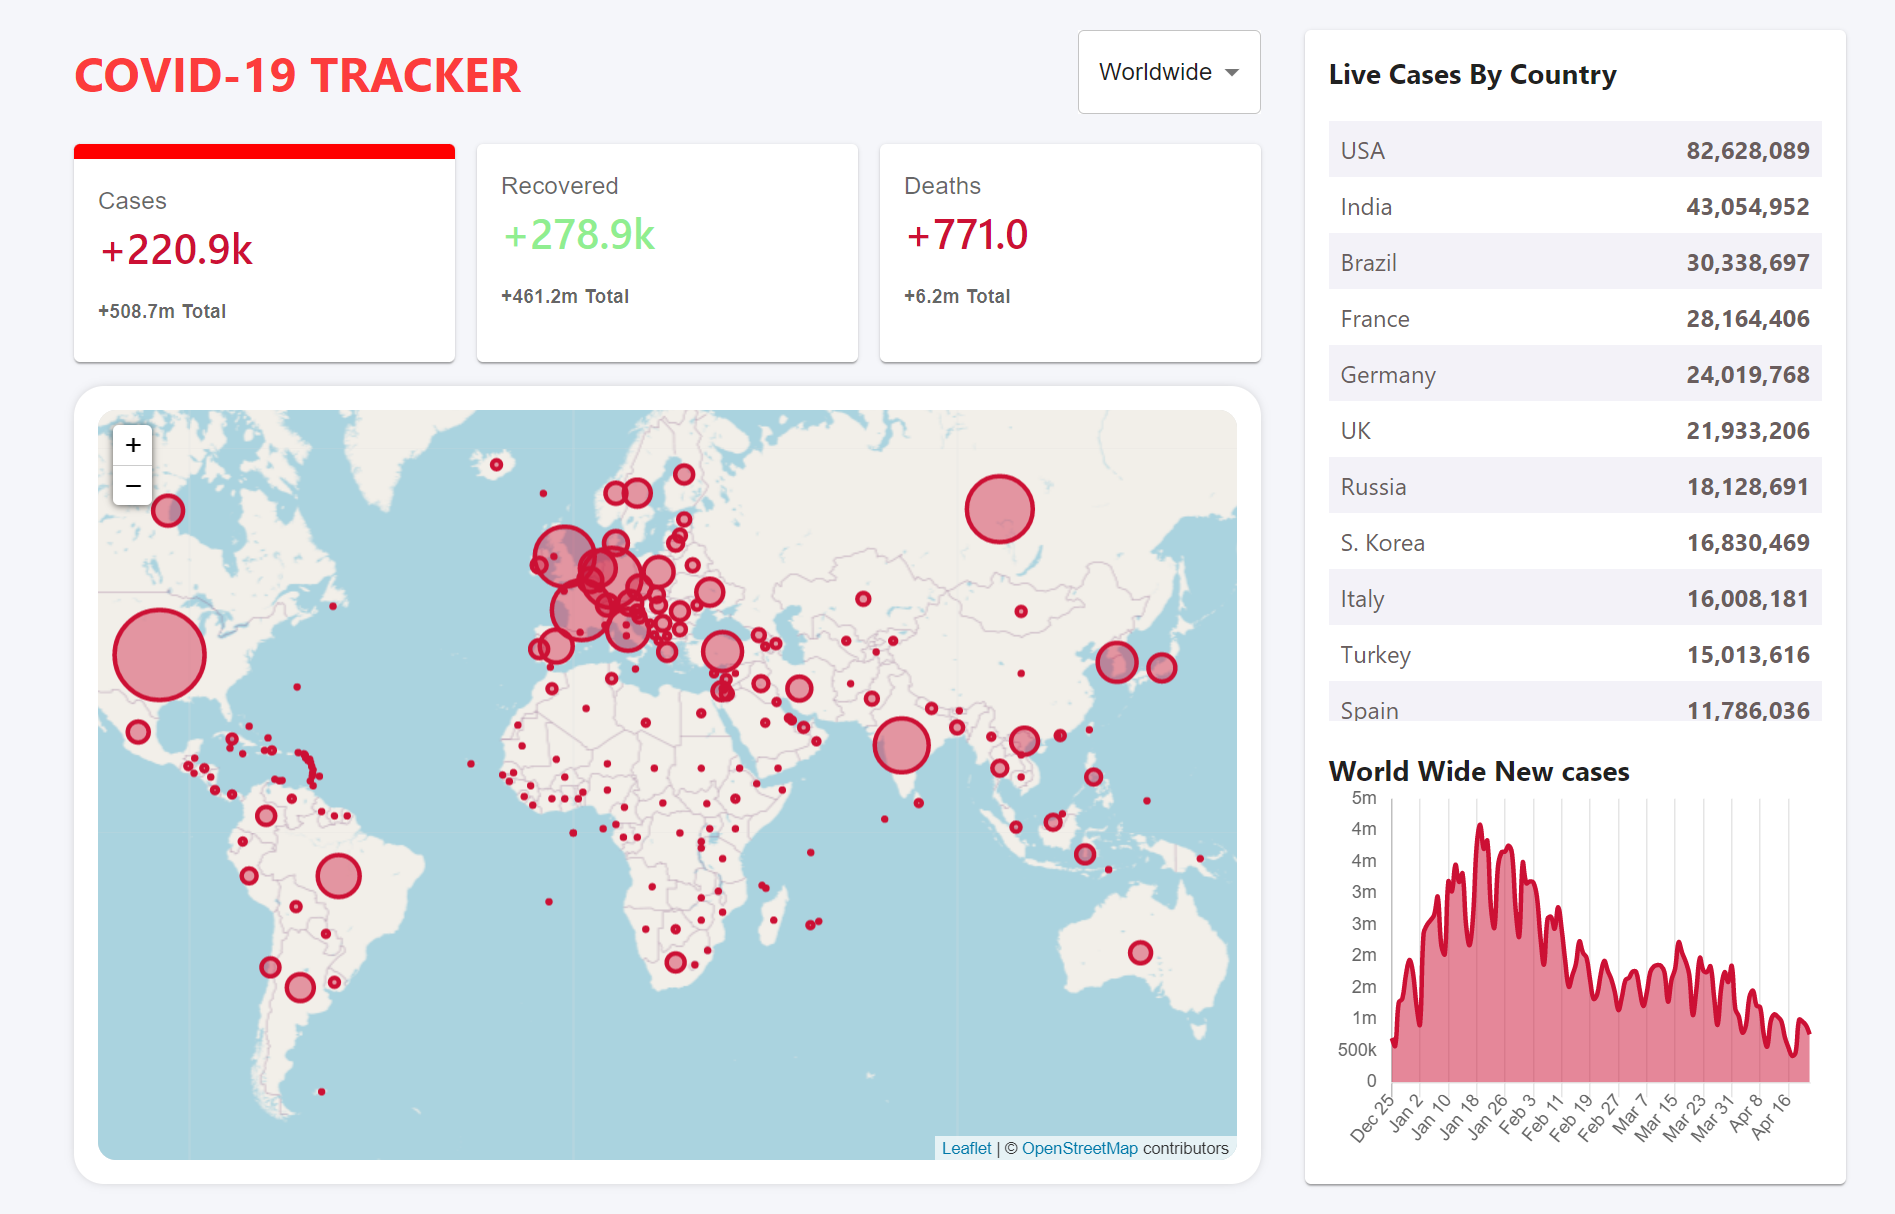 COVID-19 TRACKER
Worldwide
Cases
+220.9k
+508.7m Total
Recovered
+278.9k
+461.2m Total
Deaths
+771.0
+6.2m Total
+
−
Leaflet | © OpenStreetMap contributors
Live Cases By Country
USA 82,628,089
India 43,054,952
Brazil 30,338,697
France 28,164,406
Germany 24,019,768
UK 21,933,206
Russia 18,128,691
S. Korea 16,830,469
Italy 16,008,181
Turkey 15,013,616
Spain 11,786,036
World Wide New cases
5m
4m
4m
3m
3m
2m
2m
1m
500k
0
Dec 25 Jan 2 Jan 10 Jan 18 Jan 26 Feb 3 Feb 11 Feb 19 Feb 27 Mar 7 Mar 15 Mar 23 Mar 31 Apr 8 Apr 16